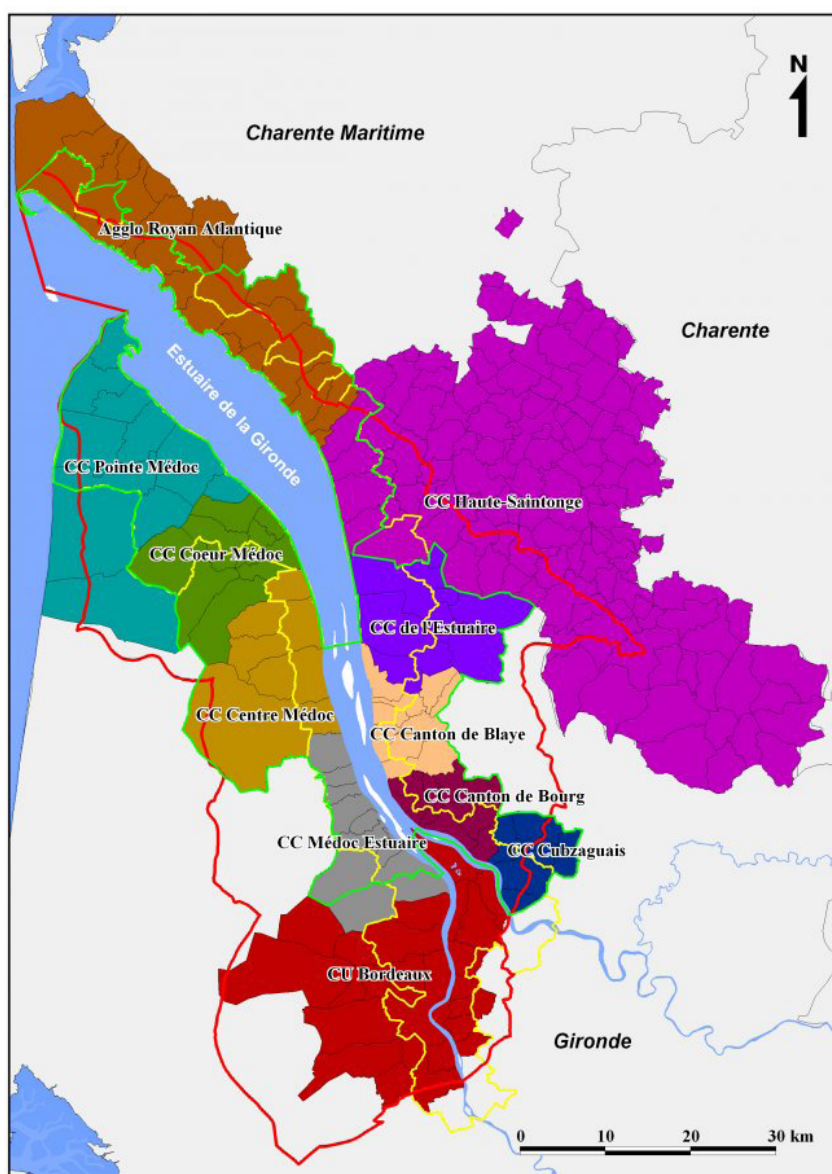 N
Charente Maritime
Agglo Royan Atlantique
Charente
Estuaire de la Gironde
CC Pointe Médoc
CC Haute-Saintonge
CC Coeur Médoc
CC de l'Estuaire
CC Centre Médoc
CC Canton de Blaye
CC Canton de Bourg
CC Médoc Estuaire
CC Cubzaguais
CU Bordeaux
Gironde
0 10 20 30 km